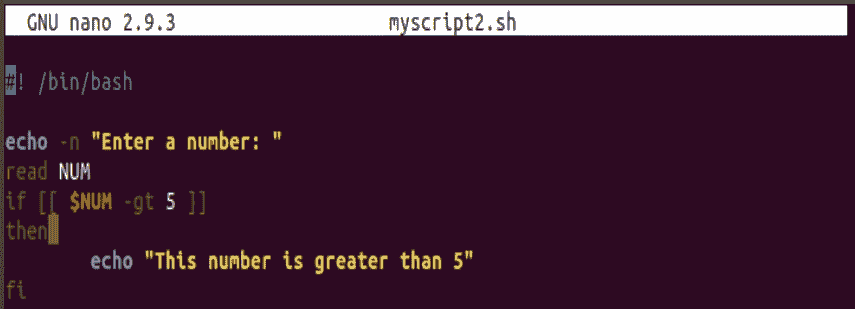 GNU nano 2.9.3 myscript2.sh
#! /bin/bash
echo -n "Enter a number: "
read NUM
if [[ $NUM -gt 5 ]]
then
echo "This number is greater than 5"
fi